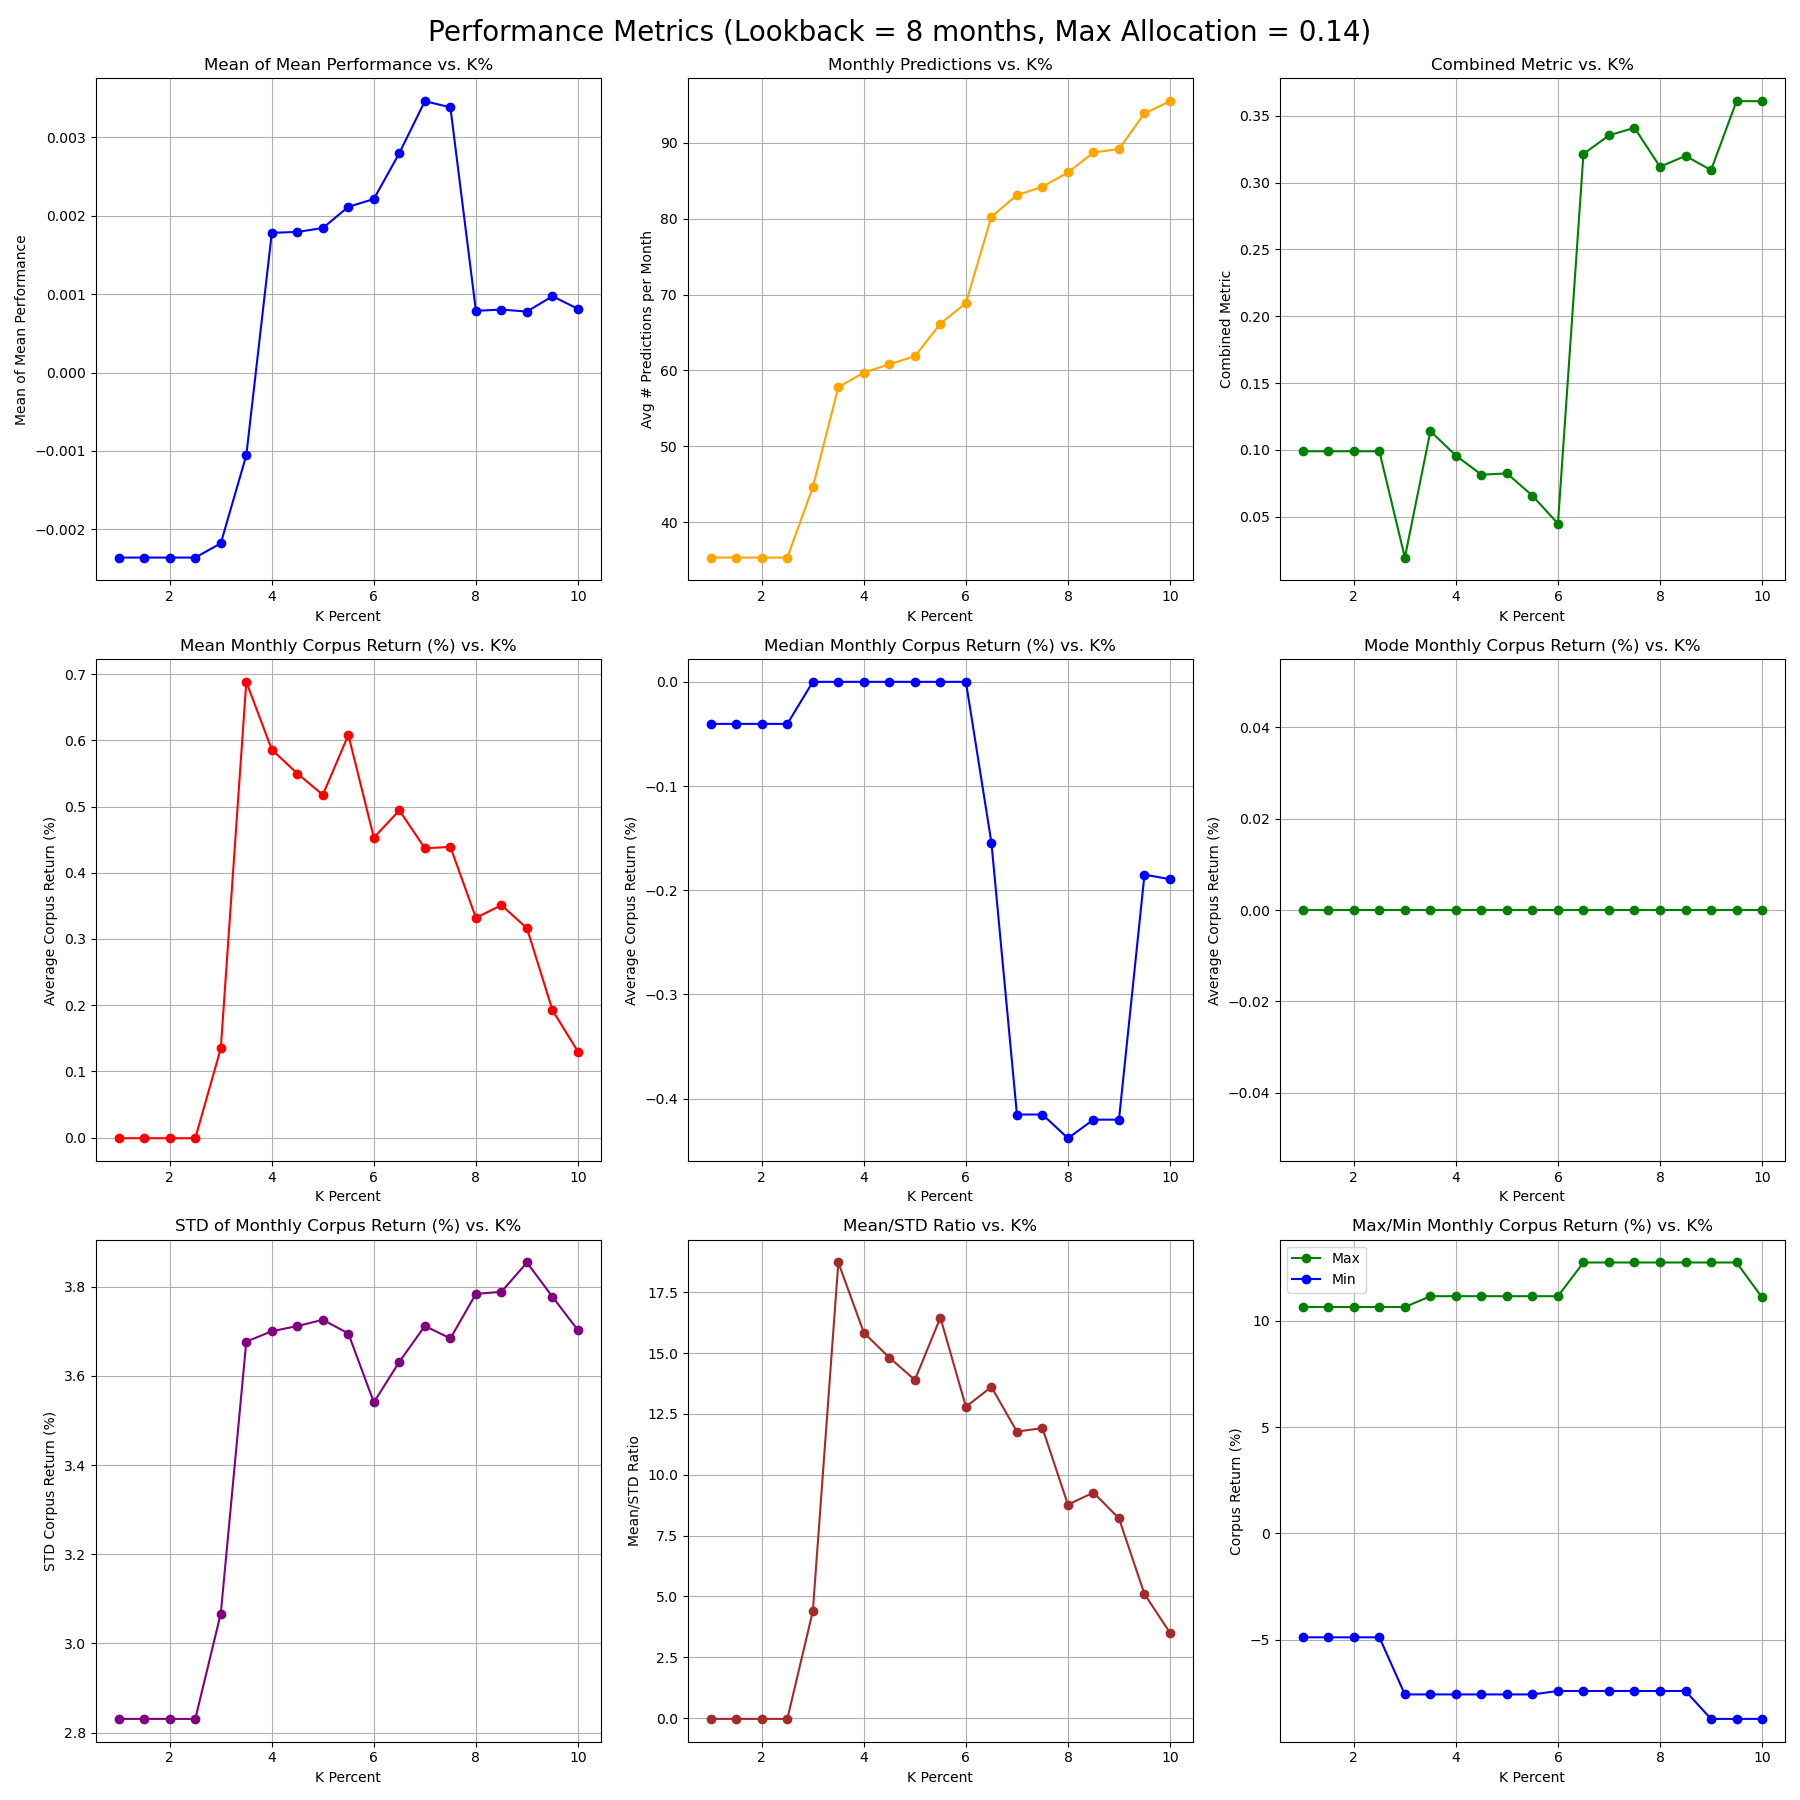 Performance Metrics (Lookback = 8 months, Max Allocation = 0.14)
Mean of Mean Performance vs. K%
Mean of Mean Performance
0.003
0.002
0.001
0.000
−0.001
−0.002
2 4 6 8 10
K Percent
Monthly Predictions vs. K%
Avg # Predictions per Month
90
80
70
60
50
40
2 4 6 8 10
K Percent
Combined Metric vs. K%
Combined Metric
0.35
0.30
0.25
0.20
0.15
0.10
0.05
2 4 6 8 10
K Percent
Mean Monthly Corpus Return (%) vs. K%
Average Corpus Return (%)
0.7
0.6
0.5
0.4
0.3
0.2
0.1
0.0
2 4 6 8 10
K Percent
Median Monthly Corpus Return (%) vs. K%
Average Corpus Return (%)
0.0
−0.1
−0.2
−0.3
−0.4
2 4 6 8 10
K Percent
Mode Monthly Corpus Return (%) vs. K%
Average Corpus Return (%)
0.04
0.02
0.00
−0.02
−0.04
2 4 6 8 10
K Percent
STD of Monthly Corpus Return (%) vs. K%
STD Corpus Return (%)
3.8
3.6
3.4
3.2
3.0
2.8
2 4 6 8 10
K Percent
Mean/STD Ratio vs. K%
Mean/STD Ratio
17.5
15.0
12.5
10.0
7.5
5.0
2.5
0.0
2 4 6 8 10
K Percent
Max/Min Monthly Corpus Return (%) vs. K%
Max
Min
Corpus Return (%)
10
5
0
−5
2 4 6 8 10
K Percent